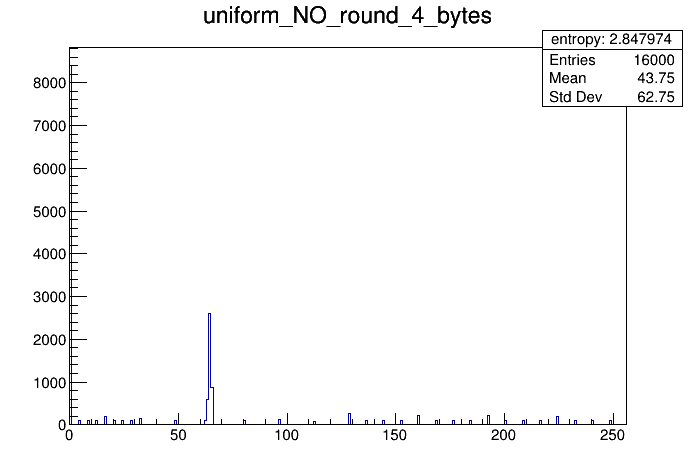 uniform_NO_round_4_bytes
entropy: 2.847974
Entries 16000
Mean 43.75
Std Dev 62.75
8000
7000
6000
5000
4000
3000
2000
1000
0
0 50 100 150 200 250